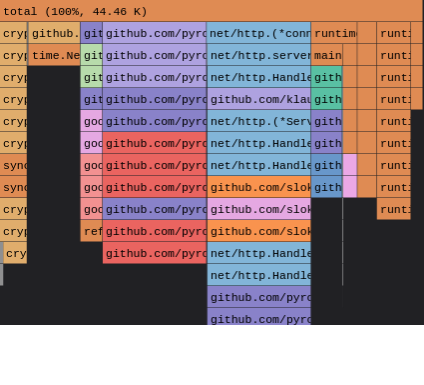 total (100%, 44.46 K)
cryp github. git github.com/pyro net/http.(*conn runtime runti
cryp time.Ne git github.com/pyro net/http.server main runti
cryp git github.com/pyro net/http.Handle gith runti
cryp git github.com/pyro github.com/klau gith runti
cryp goo github.com/pyro net/http.(*Serv gith runti
cryp goo github.com/pyro net/http.Handle gith runti
sync goo github.com/pyro net/http.Handle gith runti
sync goo github.com/pyro github.com/slok gith runti
cryp goo github.com/pyro github.com/slok runti
cryp ref github.com/pyro github.com/slok
cry github.com/pyro net/http.Handle
net/http.Handle
github.com/pyro
github.com/pyro